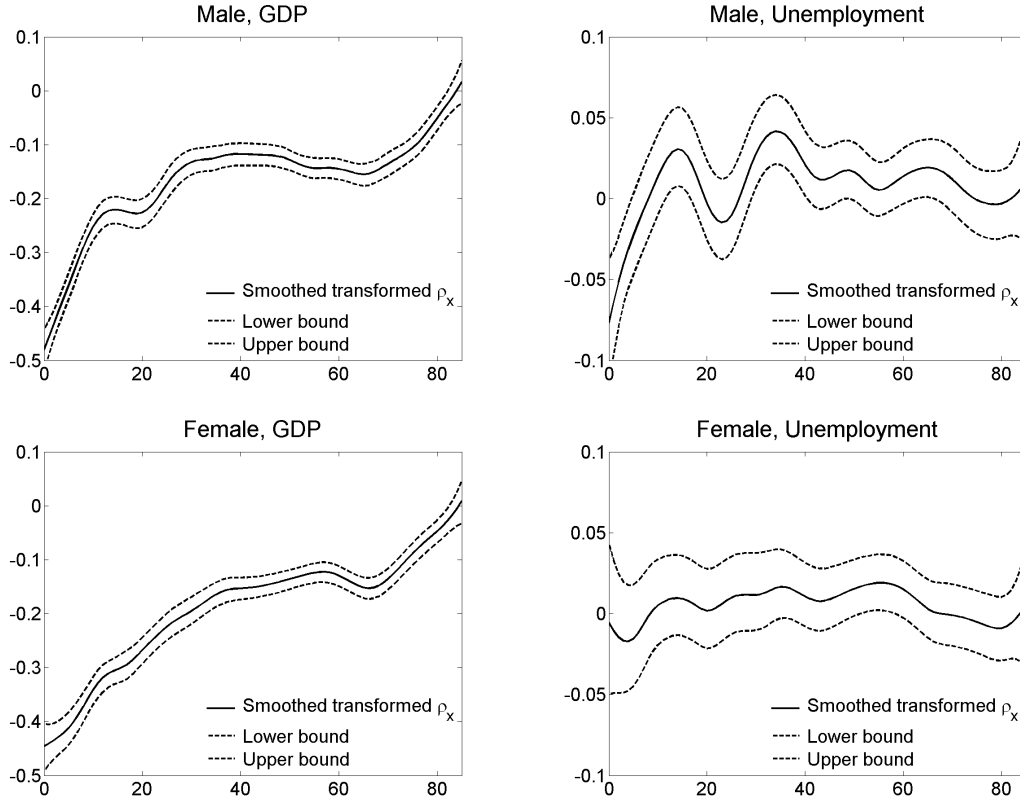 Male, GDP
0.1
0
-0.1
-0.2
-0.3
-0.4
-0.5
0 20 40 60 80
Smoothed transformed ρx
Lower bound
Upper bound
Male, Unemployment
0.1
0.05
0
-0.05
-0.1
0 20 40 60 80
Smoothed transformed ρx
Lower bound
Upper bound
Female, GDP
0.1
0
-0.1
-0.2
-0.3
-0.4
-0.5
0 20 40 60 80
Smoothed transformed ρx
Lower bound
Upper bound
Female, Unemployment
0.1
0.05
0
-0.05
-0.1
0 20 40 60 80
Smoothed transformed ρx
Lower bound
Upper bound